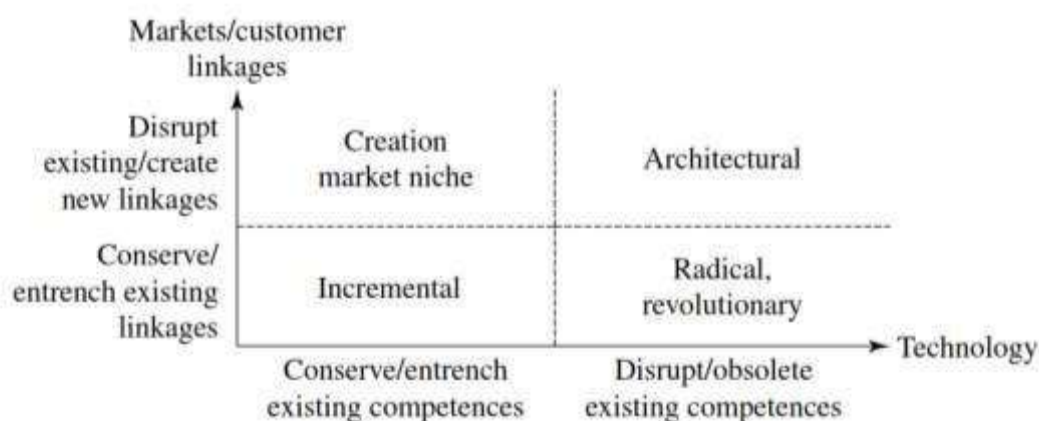 Markets/customer
linkages
Disrupt
existing/create
new linkages
Creation
market niche
Architectural
Conserve/
entrench existing
linkages
Incremental
Radical,
revolutionary
Technology
Conserve/entrench
existing competences
Disrupt/obsolete
existing competences